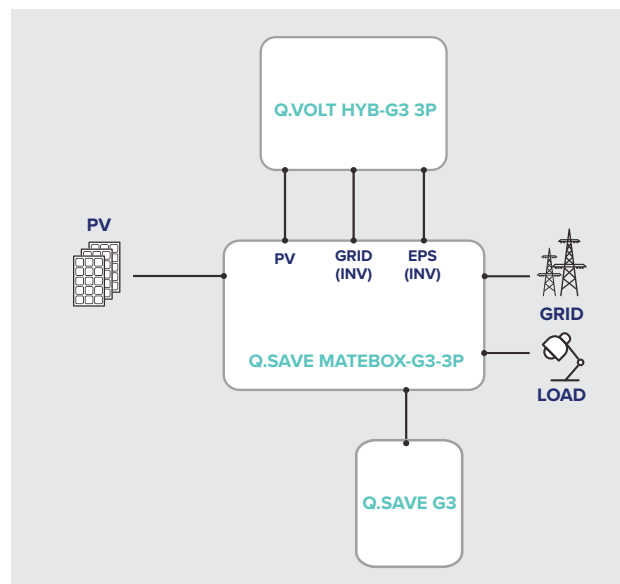 Q.VOLT HYB-G3 3P
PV
PV
GRID
(INV)
EPS
(INV)
GRID
Q.SAVE MATEBOX-G3-3P
LOAD
Q.SAVE G3